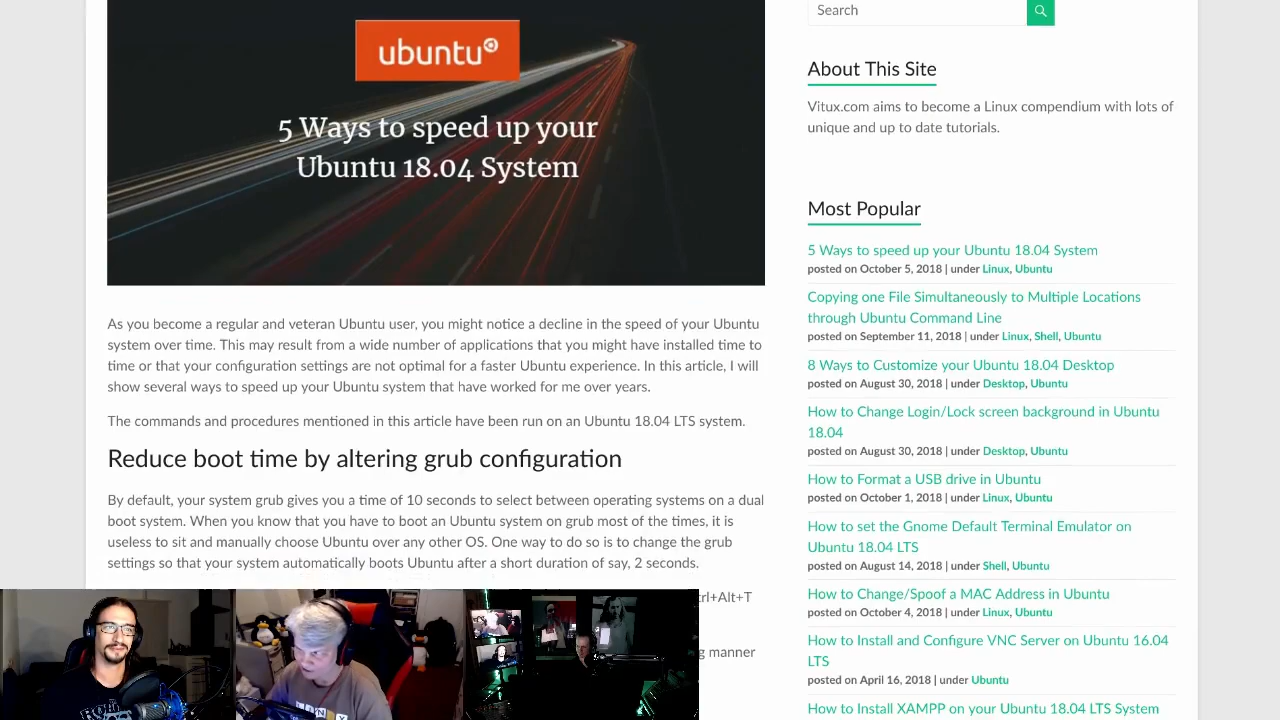 ubuntu
5 Ways to speed up your
Ubuntu 18.04 System
As you become a regular and veteran Ubuntu user, you might notice a decline in the speed of your Ubuntu
system over time. This may result from a wide number of applications that you might have installed time to
time or that your configuration settings are not optimal for a faster Ubuntu experience. In this article, I will
show several ways to speed up your Ubuntu system that have worked for me over years.
The commands and procedures mentioned in this article have been run on an Ubuntu 18.04 LTS system.
Reduce boot time by altering grub configuration
By default, your system grub gives you a time of 10 seconds to select between operating systems on a dual
boot system. When you know that you have to boot an Ubuntu system on grub most of the times, it is
useless to sit and manually choose Ubuntu over any other OS. One way to do so is to change the grub
settings so that your system automatically boots Ubuntu after a short duration of say, 2 seconds.
rl+Alt+T
g manner
Search
About This Site
Vitux.com aims to become a Linux compendium with lots of
unique and up to date tutorials.
Most Popular
5 Ways to speed up your Ubuntu 18.04 System
posted on October 5, 2018 | under Linux, Ubuntu
Copying one File Simultaneously to Multiple Locations
through Ubuntu Command Line
posted on September 11, 2018 | under Linux, Shell, Ubuntu
8 Ways to Customize your Ubuntu 18.04 Desktop
posted on August 30, 2018 | under Desktop, Ubuntu
How to Change Login/Lock screen background in Ubuntu
18.04
posted on August 30, 2018 | under Desktop, Ubuntu
How to Format a USB drive in Ubuntu
posted on October 1, 2018 | under Linux, Ubuntu
How to set the Gnome Default Terminal Emulator on
Ubuntu 18.04 LTS
posted on August 14, 2018 | under Shell, Ubuntu
How to Change/Spoof a MAC Address in Ubuntu
posted on October 4, 2018 | under Linux, Ubuntu
How to Install and Configure VNC Server on Ubuntu 16.04
LTS
posted on April 16, 2018 | under Ubuntu
How to Install XAMPP on your Ubuntu 18.04 LTS System